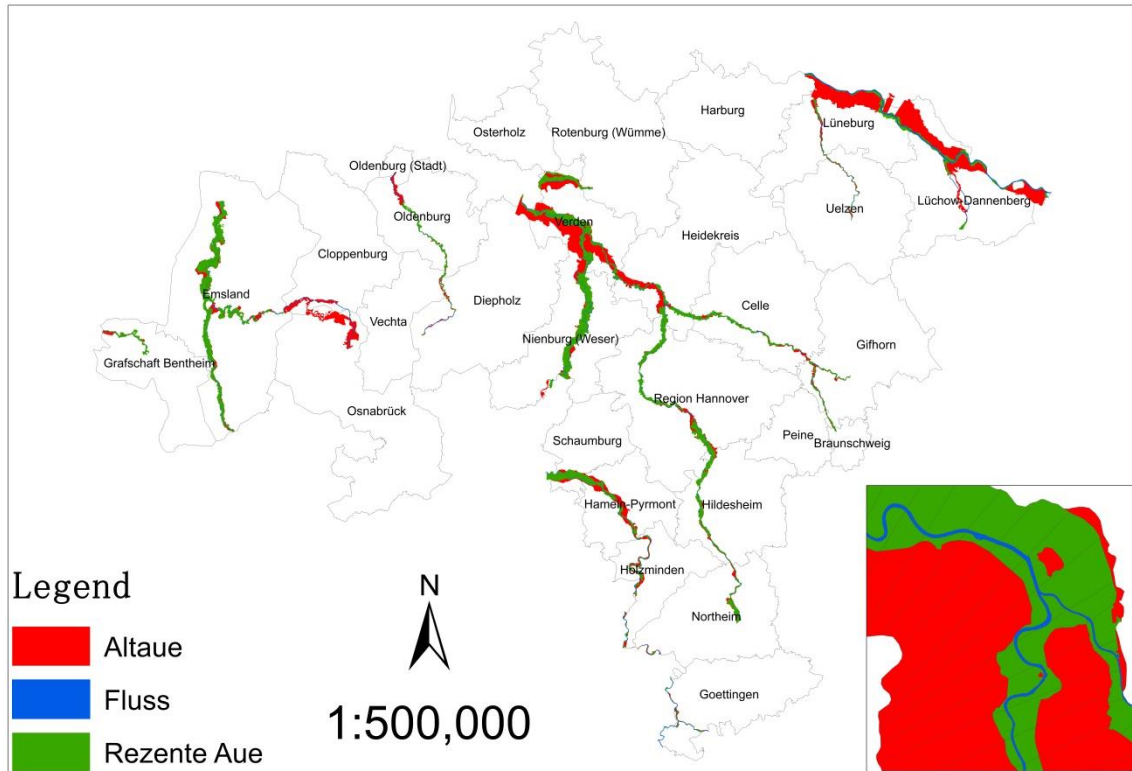 Harburg
Osterholz
Rotenburg (Wümme)
Lüneburg
Oldenburg (Stadt)
Oldenburg
Verden
Uelzen
Lüchow-Dannenberg
Heidekreis
Cloppenburg
Emsland
Diepholz
Celle
Vechta
Nienburg (Weser)
Gifhorn
Grafschaft Bentheim
Region Hannover
Osnabrück
Peine
Schaumburg
Braunschweig
Hameln-Pyrmont
Hildesheim
Holzminden
Northeim
Goettingen
Legend
Altaue
Fluss
Rezente Aue
N
1:500,000